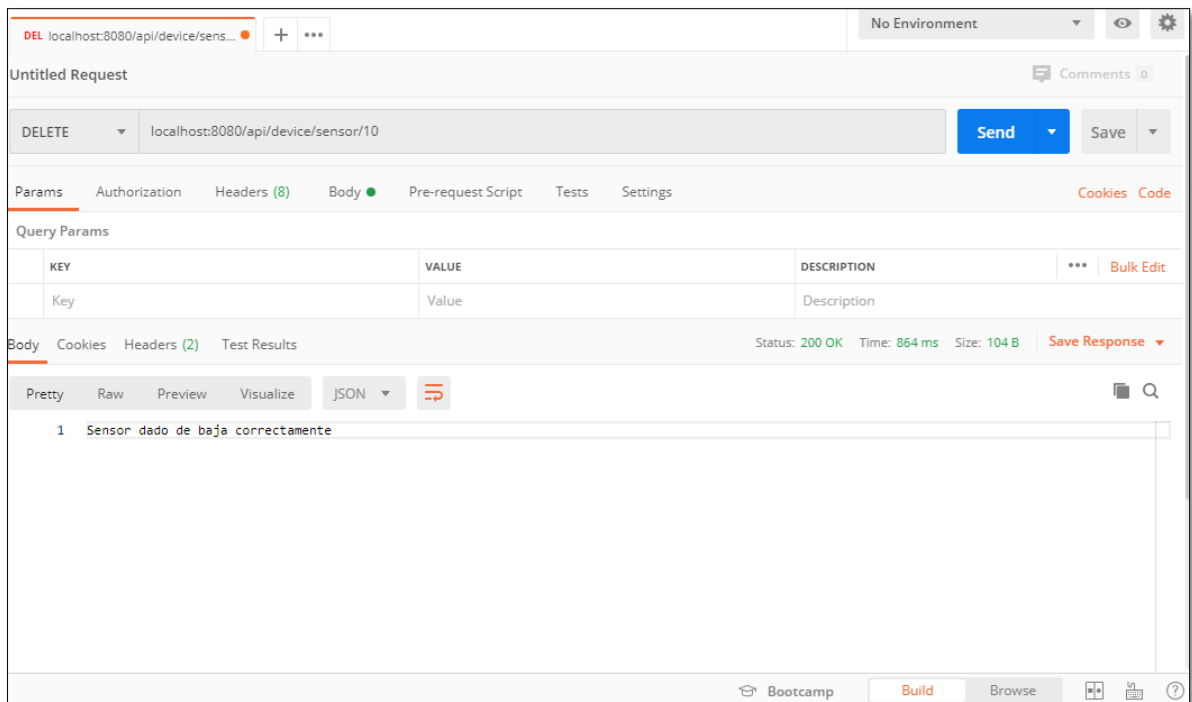 DEL localhost:8080/api/device/sens... + ••• No Environment
Untitled Request Comments 0
DELETE localhost:8080/api/device/sensor/10 Send Save
Params Authorization Headers (8) Body Pre-request Script Tests Settings Cookies Code
Query Params
KEY VALUE DESCRIPTION ••• Bulk Edit
Key Value Description
Body Cookies Headers (2) Test Results Status: 200 OK Time: 864 ms Size: 104 B Save Response
Pretty Raw Preview Visualize JSON
1 Sensor dado de baja correctamente
Bootcamp Build Browse ?